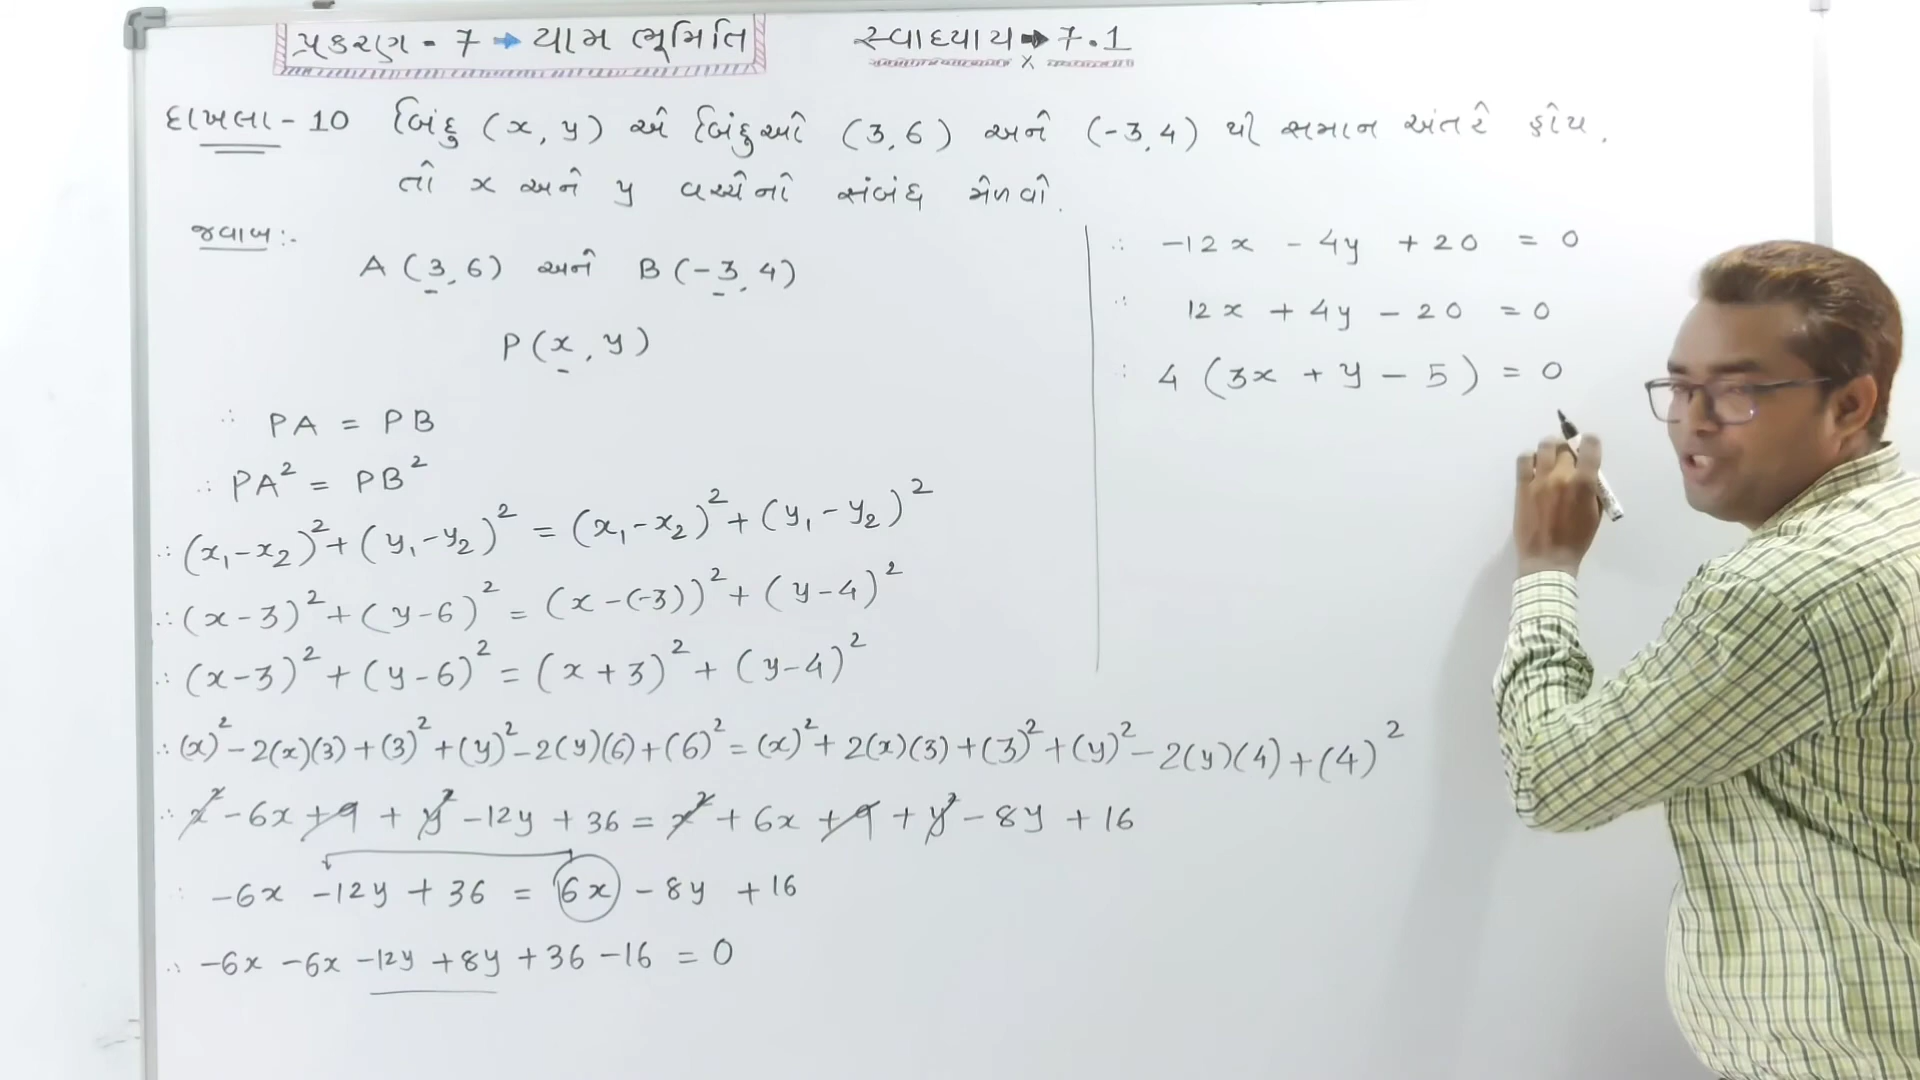 પ્રકરણ - 7 → યામ ભૂમિતિ
સ્વાધ્યાય → 7.1
x
દાખલા - 10 બિંદુ (x, y) એ બિંદુઓ (3, 6) અને (-3, 4) થી સમાન અંતરે હોય.
તો x અને y વચ્ચેનો સંબંધ મેળવો.
જવાબ :-
A (3, 6) અને B (-3, 4)
P (x, y)
∴ PA = PB
∴ PA² = PB²
∴ (x₁ - x₂)² + (y₁ - y₂)² = (x₁ - x₂)² + (y₁ - y₂)²
∴ (x - 3)² + (y - 6)² = (x - (-3))² + (y - 4)²
∴ (x - 3)² + (y - 6)² = (x + 3)² + (y - 4)²
∴ (x)² - 2(x)(3) + (3)² + (y)² - 2(y)(6) + (6)² = (x)² + 2(x)(3) + (3)² + (y)² - 2(y)(4) + (4)²
∴ x² - 6x + 9 + y² - 12y + 36 = x² + 6x + 9 + y² - 8y + 16
∴ -6x - 12y + 36 = 6x - 8y + 16
∴ -6x - 6x - 12y + 8y + 36 - 16 = 0
∴ -12x - 4y + 20 = 0
∴ 12x + 4y - 20 = 0
∴ 4 (3x + y - 5) = 0